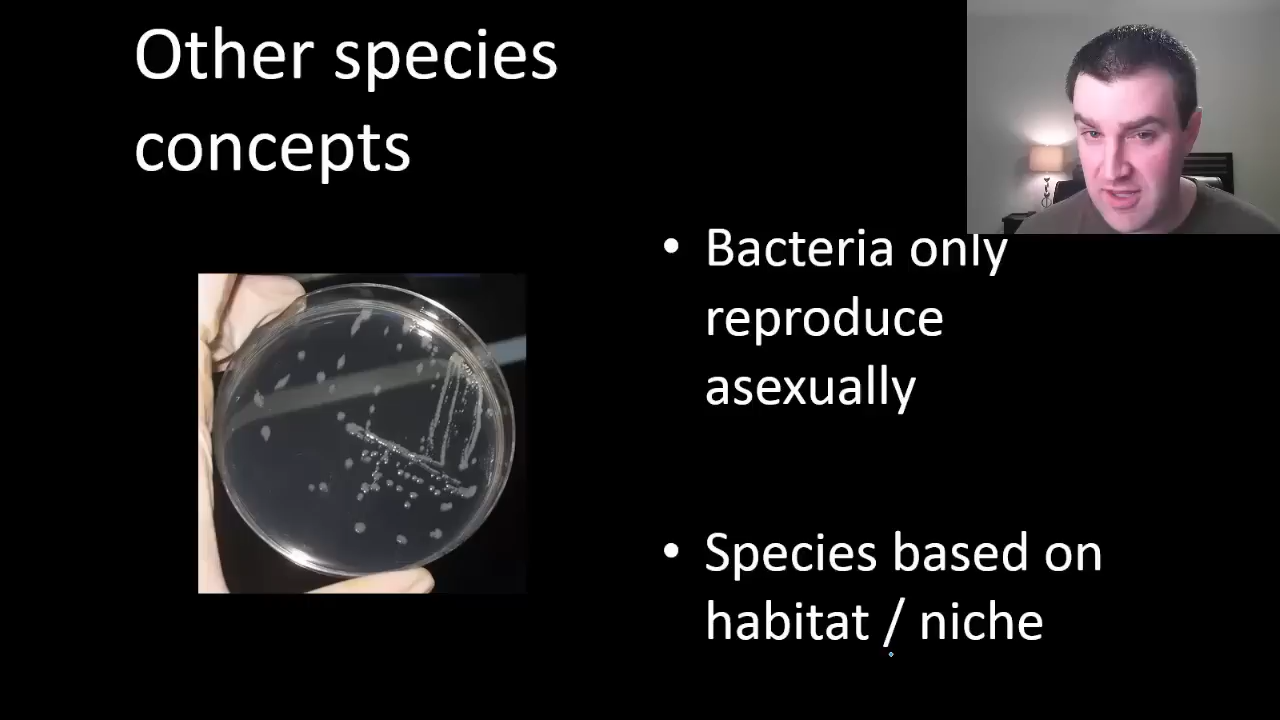 Other species
concepts
• Bacteria only
reproduce
asexually
• Species based on
habitat / niche